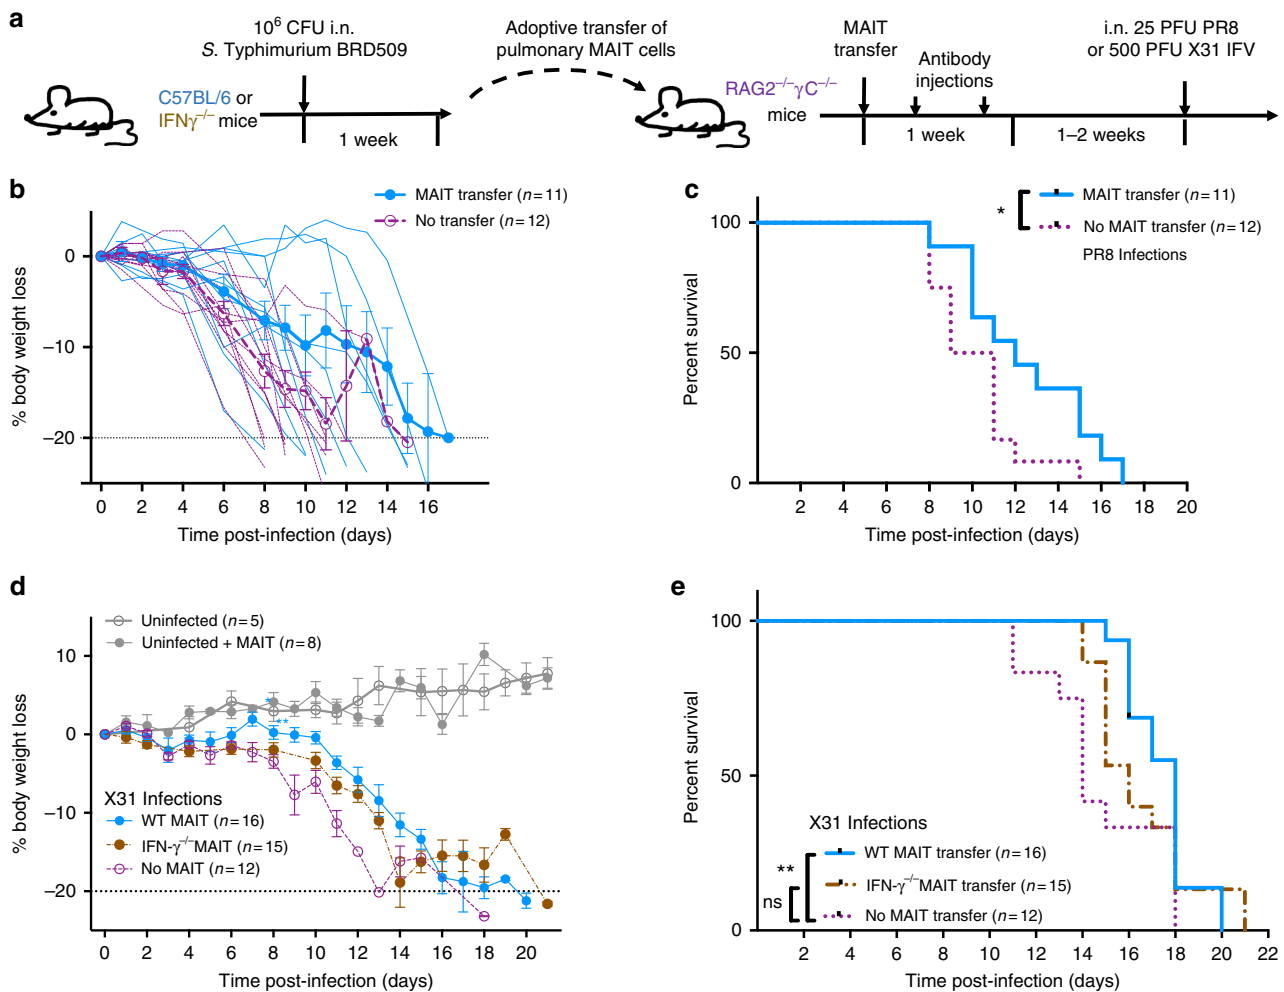 a
10⁶ CFU i.n.
S. Typhimurium BRD509
Adoptive transfer of
pulmonary MAIT cells
MAIT
transfer
Antibody
injections
i.n. 25 PFU PR8
or 500 PFU X31 IFV
C57BL/6 or
IFNγ⁻/⁻ mice
1 week
RAG2⁻/⁻γC⁻/⁻
mice
1 week
1–2 weeks
b
MAIT transfer (n=11)
No transfer (n=12)
% body weight loss
0
−10
−20
0 2 4 6 8 10 12 14 16
Time post-infection (days)
c
MAIT transfer (n=11)
No MAIT transfer (n=12)
PR8 Infections
*
Percent survival
100
50
0
2 4 6 8 10 12 14 16 18 20
Time post-infection (days)
d
Uninfected (n=5)
Uninfected + MAIT (n=8)
% body weight loss
10
0
−10
−20
*
**
X31 Infections
WT MAIT (n=16)
IFN-γ⁻/⁻MAIT (n=15)
No MAIT (n=12)
0 2 4 6 8 10 12 14 16 18 20
Time post-infection (days)
e
Percent survival
100
50
0
X31 Infections
WT MAIT transfer (n=16)
IFN-γ⁻/⁻MAIT transfer (n=15)
No MAIT transfer (n=12)
**
ns
2 4 6 8 10 12 14 16 18 20 22
Time post-infection (days)